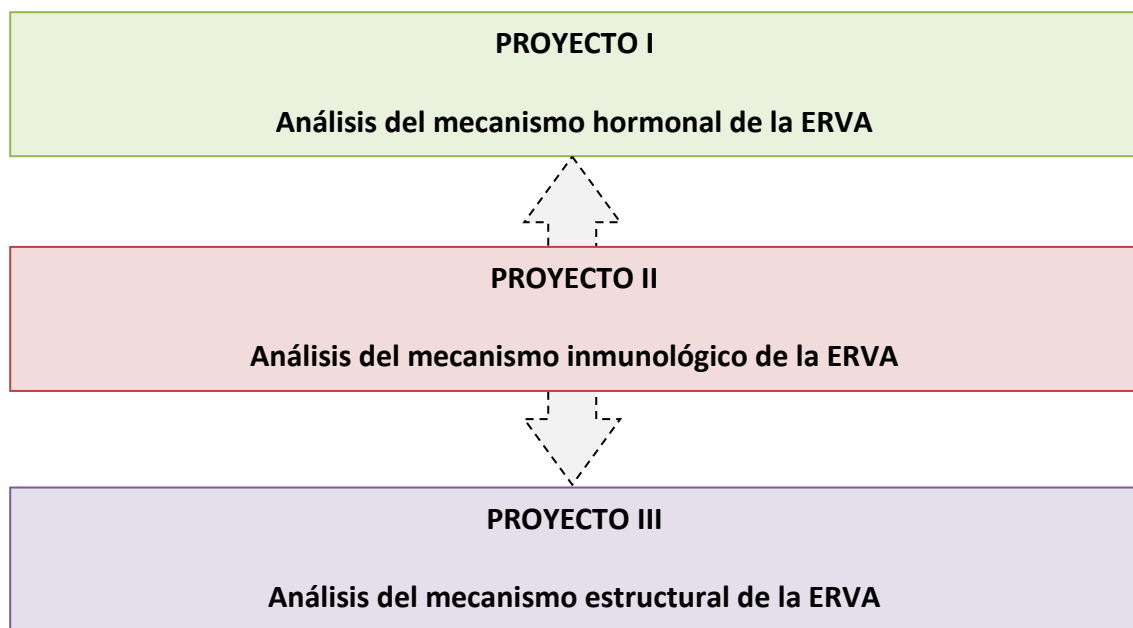 PROYECTO I
Análisis del mecanismo hormonal de la ERVA
PROYECTO II
Análisis del mecanismo inmunológico de la ERVA
PROYECTO III
Análisis del mecanismo estructural de la ERVA